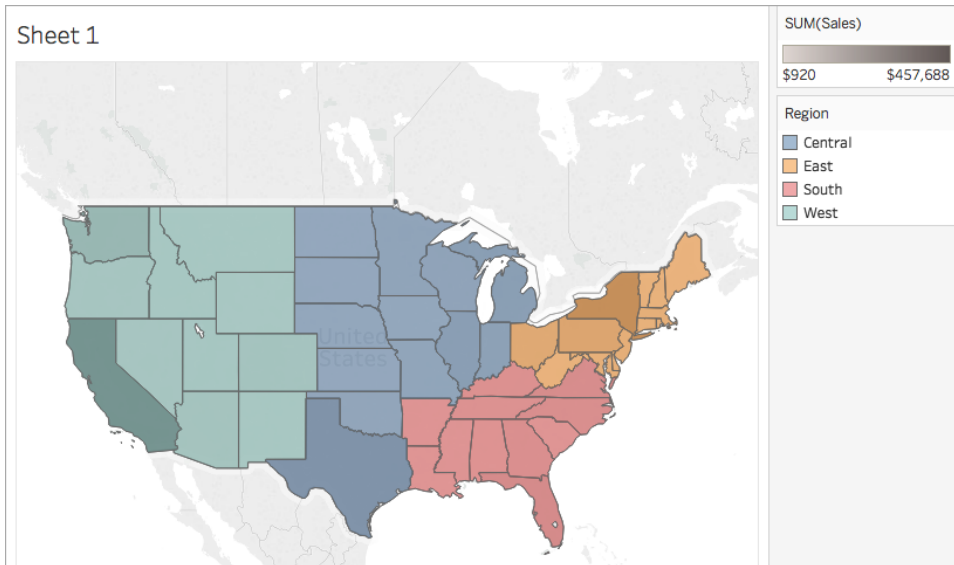 Sheet 1
United
States
SUM(Sales)
$920 $457,688
Region
Central
East
South
West